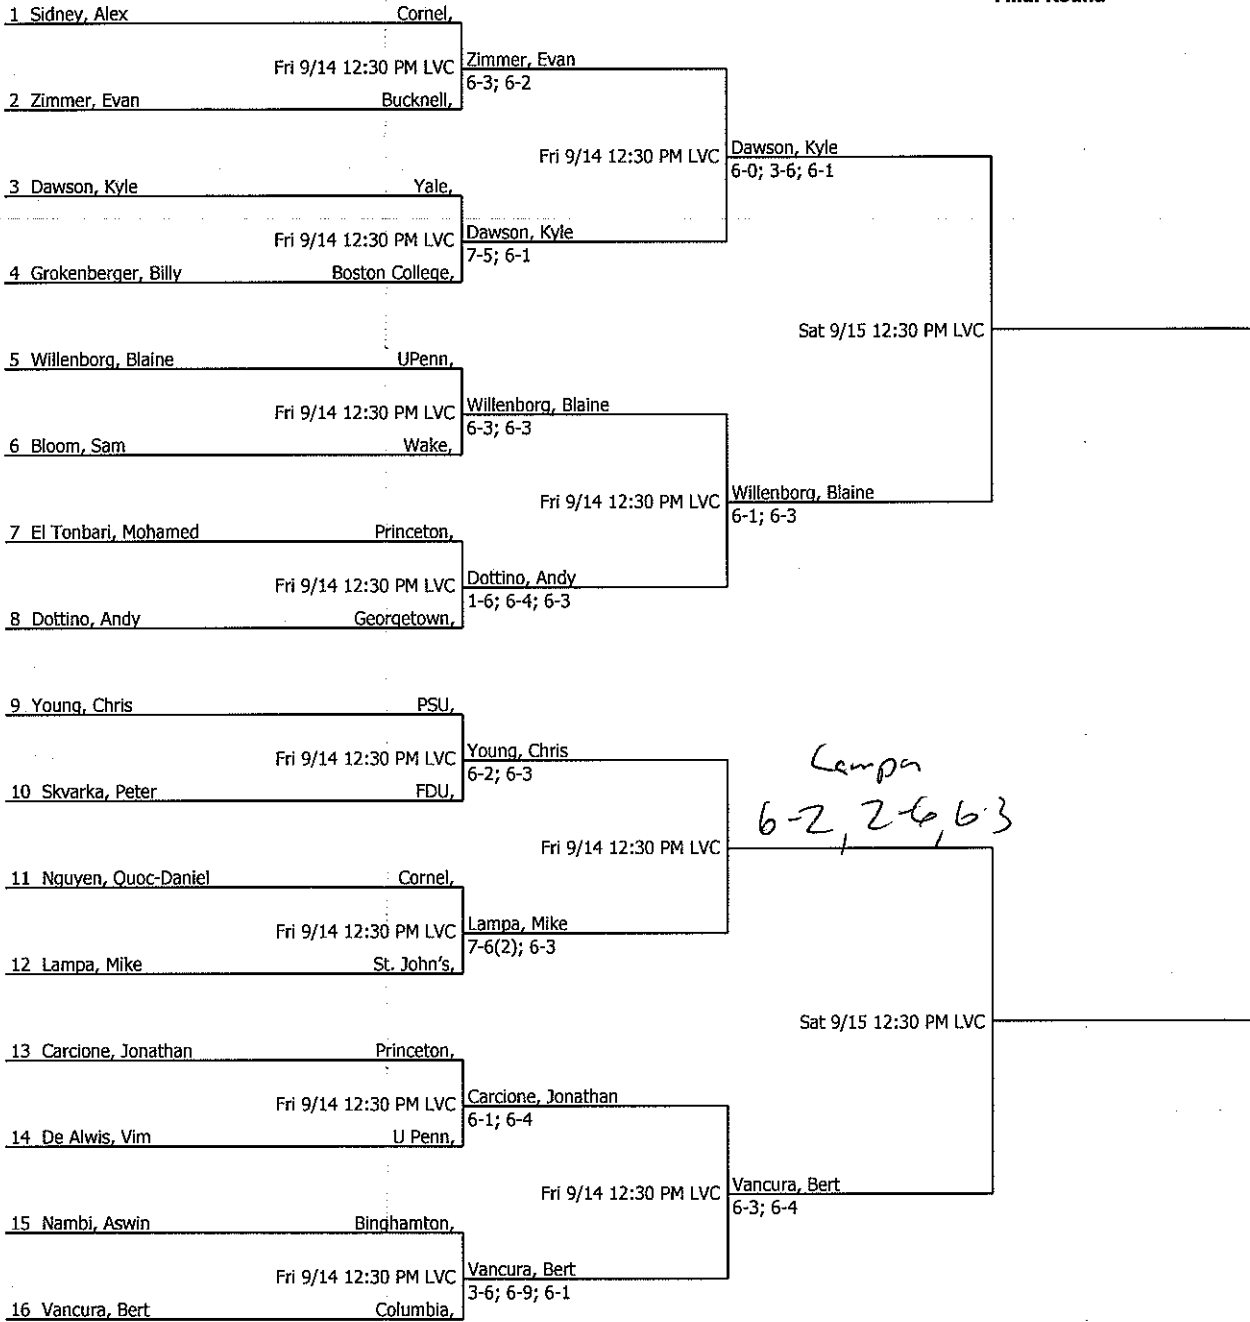 Final Round
1 Sidney, Alex Cornel,
Fri 9/14 12:30 PM LVC Zimmer, Evan
6-3; 6-2
2 Zimmer, Evan Bucknell,
Fri 9/14 12:30 PM LVC Dawson, Kyle
6-0; 3-6; 6-1
3 Dawson, Kyle Yale,
Fri 9/14 12:30 PM LVC Dawson, Kyle
7-5; 6-1
4 Grokenberger, Billy Boston College,
Sat 9/15 12:30 PM LVC
5 Willenborg, Blaine UPenn,
Fri 9/14 12:30 PM LVC Willenborg, Blaine
6-3; 6-3
6 Bloom, Sam Wake,
Fri 9/14 12:30 PM LVC Willenborg, Blaine
6-1; 6-3
7 El Tonbari, Mohamed Princeton,
Fri 9/14 12:30 PM LVC Dottino, Andy
1-6; 6-4; 6-3
8 Dottino, Andy Georgetown,
9 Young, Chris PSU,
Fri 9/14 12:30 PM LVC Young, Chris
6-2; 6-3
10 Skvarka, Peter FDU,
Lampa
6-2, 2-6, 6-3
Fri 9/14 12:30 PM LVC
11 Nguyen, Quoc-Daniel Cornel,
Fri 9/14 12:30 PM LVC Lampa, Mike
7-6(2); 6-3
12 Lampa, Mike St. John's,
Sat 9/15 12:30 PM LVC
13 Carcione, Jonathan Princeton,
Fri 9/14 12:30 PM LVC Carcione, Jonathan
6-1; 6-4
14 De Alwis, Vim U Penn,
Fri 9/14 12:30 PM LVC Vancura, Bert
6-3; 6-4
15 Nambi, Aswin Binghamton,
Fri 9/14 12:30 PM LVC Vancura, Bert
3-6; 6-9; 6-1
16 Vancura, Bert Columbia,